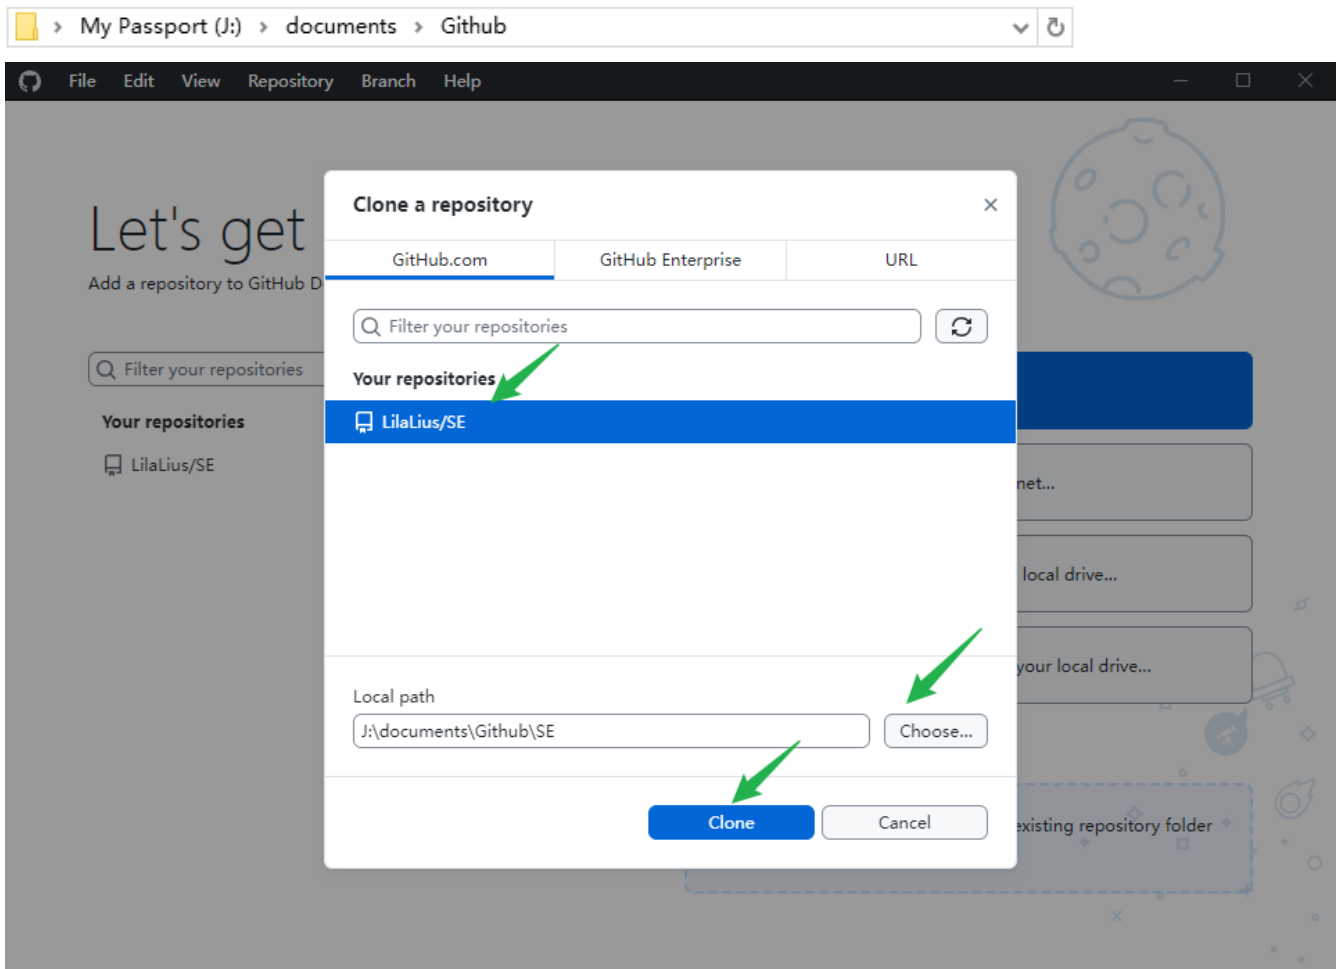 My Passport (J:) documents Github
File Edit View Repository Branch Help
Let's get
Add a repository to GitHub D
Filter your repositories
Your repositories
LilaLius/SE
Clone a repository
GitHub.com GitHub Enterprise URL
Filter your repositories
Your repositories
LilaLius/SE
Local path
J:\documents\Github\SE Choose...
Clone Cancel
net...
local drive...
your local drive...
existing repository folder